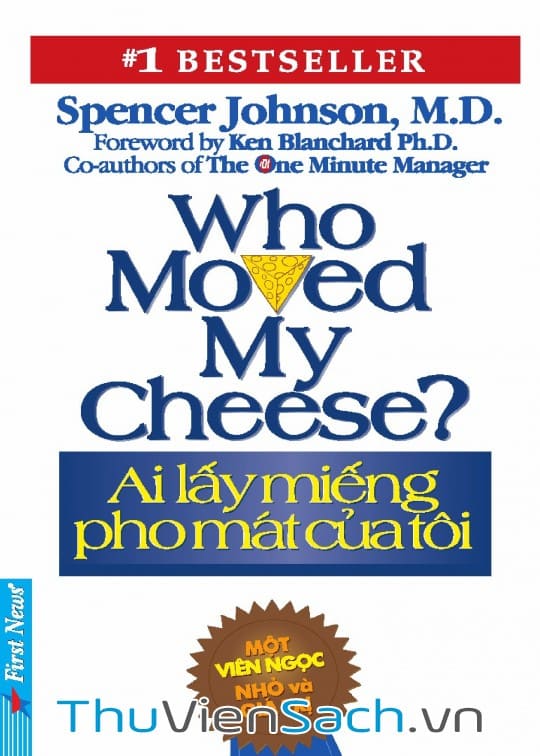 #1 BESTSELLER
Spencer Johnson, M.D.
Foreword by Ken Blanchard Ph.D.
Co-authors of The One Minute Manager
Who
Moved
My
Cheese?
Ai lấy miếng
pho mát của tôi
First News
MỘT
VIÊN NGỌC
NHỎ và
ThuVienSach.vn